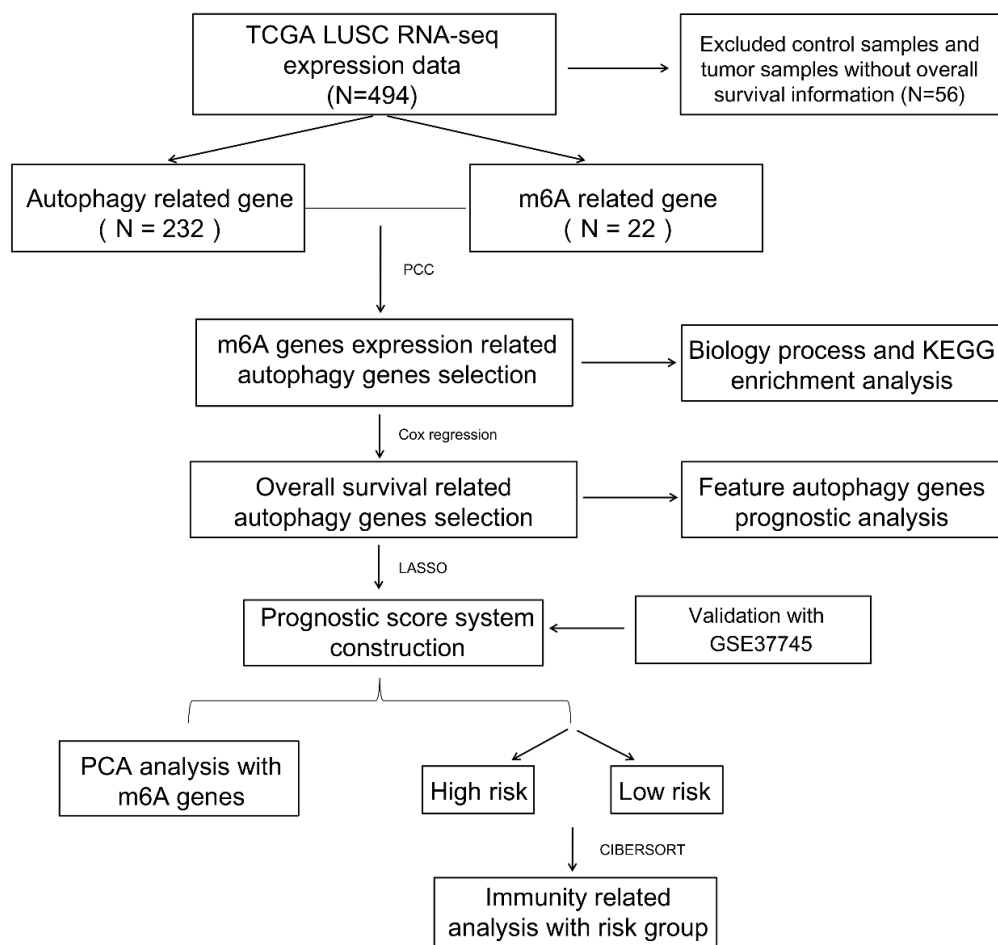 TCGA LUSC RNA-seq
expression data
(N=494)
Excluded control samples and
tumor samples without overall
survival information (N=56)
Autophagy related gene
( N = 232 )
m6A related gene
( N = 22 )
PCC
m6A genes expression related
autophagy genes selection
Biology process and KEGG
enrichment analysis
Cox regression
Overall survival related
autophagy genes selection
Feature autophagy genes
prognostic analysis
LASSO
Prognostic score system
construction
Validation with
GSE37745
PCA analysis with
m6A genes
High risk
Low risk
CIBERSORT
Immunity related
analysis with risk group